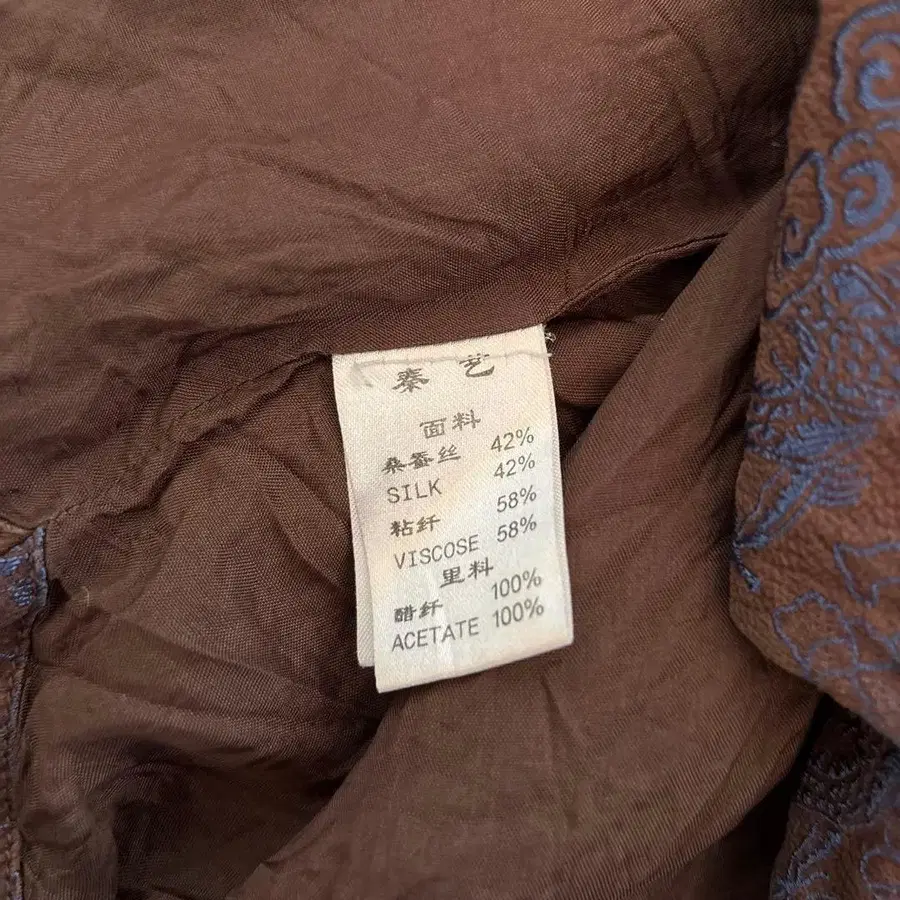 秦艺
面料
桑蚕丝 42%
SILK 42%
粘纤 58%
VISCOSE 58%
里料
醋纤 100%
ACETATE 100%